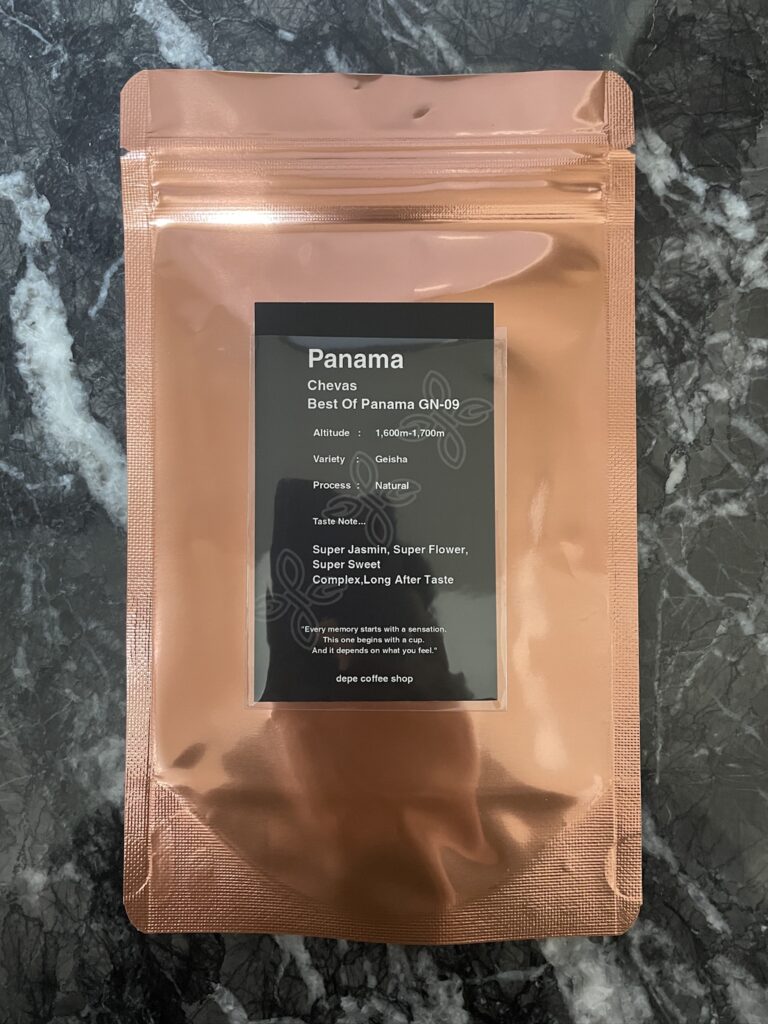 Panama
Chevas
Best Of Panama GN-09
Altitude : 1,600m-1,700m
Variety : Geisha
Process : Natural
Taste Note...
Super Jasmin, Super Flower,
Super Sweet
Complex,Long After Taste
"Every memory starts with a sensation.
This one begins with a cup.
And it depends on what you feel."
depe coffee shop